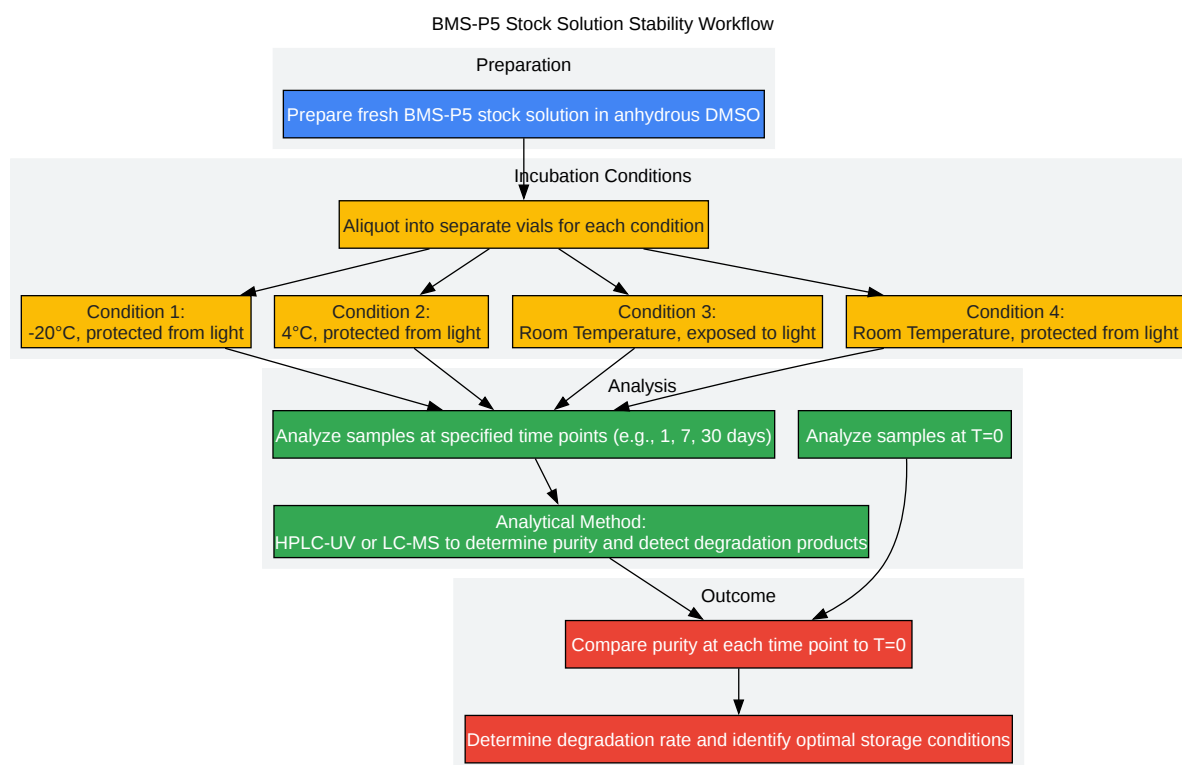 BMS-P5 Stock Solution Stability Workflow
Preparation
Prepare fresh BMS-P5 stock solution in anhydrous DMSO
Incubation Conditions
Aliquot into separate vials for each condition
Condition 1:
-20°C, protected from light
Condition 2:
4°C, protected from light
Condition 3:
Room Temperature, exposed to light
Condition 4:
Room Temperature, protected from light
Analysis
Analyze samples at specified time points (e.g., 1, 7, 30 days)
Analyze samples at T=0
Analytical Method:
HPLC-UV or LC-MS to determine purity and detect degradation products
Outcome
Compare purity at each time point to T=0
Determine degradation rate and identify optimal storage conditions